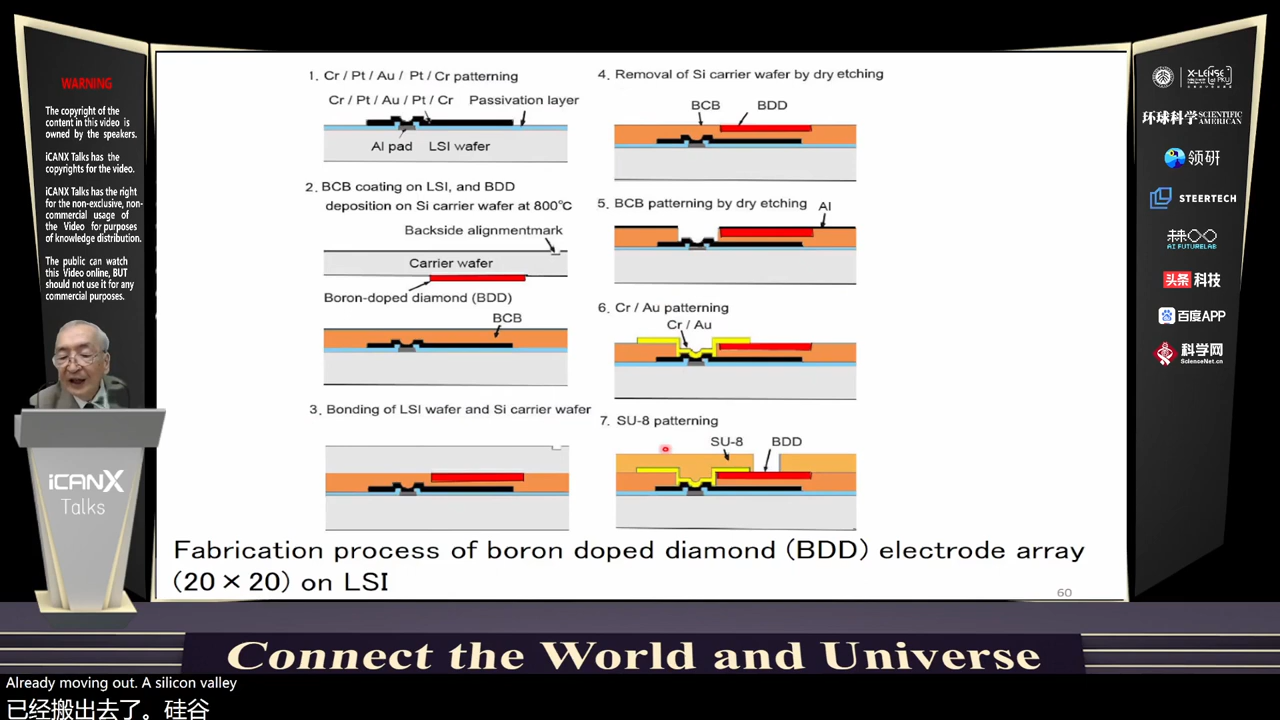 WARNING
The copyright of the
content in this video is
owned by the speakers.
iCANX Talks has the
copyrights for the video.
iCANX Talks has the right
for the non-exclusive, non-
commercial usage of
the Video for purposes
of knowledge distribution.
The public can watch
this Video online, BUT
should not use it for any
commercial purposes.
iCANX
Talks
1. Cr / Pt / Au / Pt / Cr patterning
Cr / Pt / Au / Pt / Cr Passivation layer
Al pad LSI wafer
2. BCB coating on LSI, and BDD
deposition on Si carrier wafer at 800℃
Backside alignmentmark
Carrier wafer
Boron-doped diamond (BDD)
BCB
3. Bonding of LSI wafer and Si carrier wafer
4. Removal of Si carrier wafer by dry etching
BCB BDD
5. BCB patterning by dry etching
Al
6. Cr / Au patterning
Cr / Au
7. SU-8 patterning
SU-8 BDD
Fabrication process of boron doped diamond (BDD) electrode array
(20 × 20) on LSI
60
X-LENSE
环球科学 SCIENTIFIC AMERICAN
领研
STEERTECH
AI FUTURELAB
头条 科技
百度APP
科学网
ScienceNet.cn
Connect the World and Universe
Already moving out. A silicon valley
已经搬出去了。硅谷